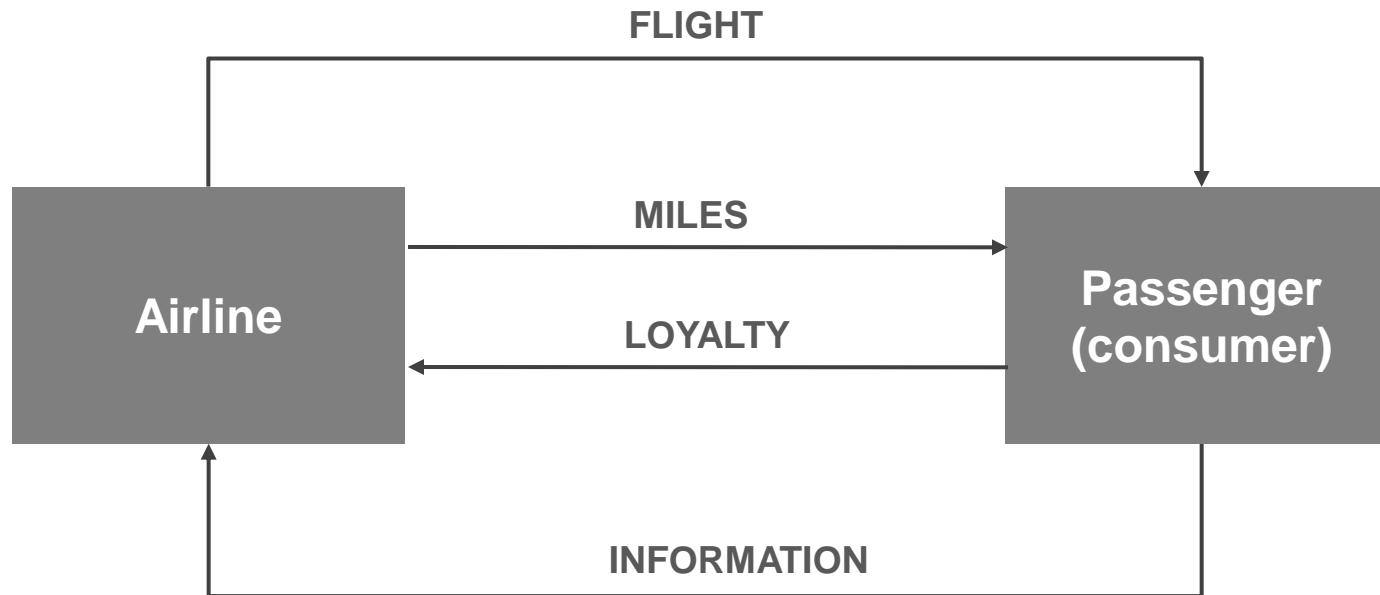 FLIGHT
MILES
Airline
Passenger
(consumer)
LOYALTY
INFORMATION